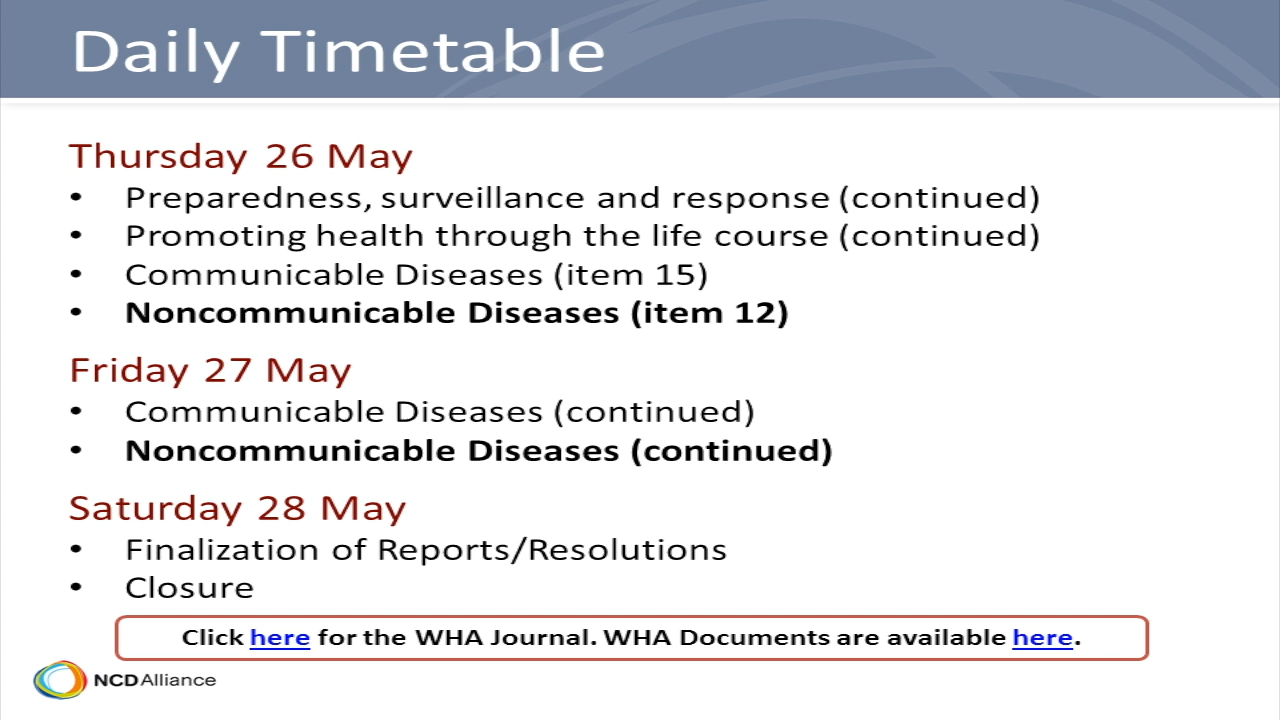 Daily Timetable
Thursday 26 May
• Preparedness, surveillance and response (continued)
• Promoting health through the life course (continued)
• Communicable Diseases (item 15)
• Noncommunicable Diseases (item 12)
Friday 27 May
• Communicable Diseases (continued)
• Noncommunicable Diseases (continued)
Saturday 28 May
• Finalization of Reports/Resolutions
• Closure
Click here for the WHA Journal. WHA Documents are available here.
NCDAlliance